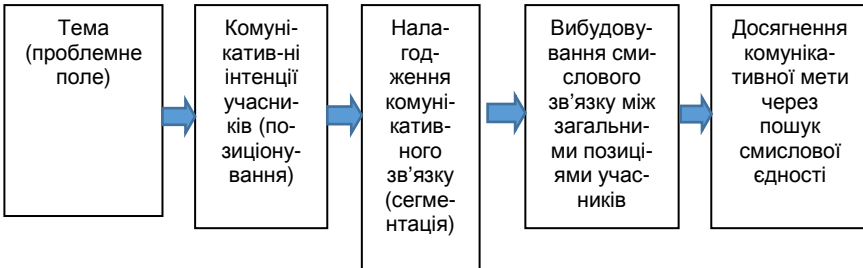 Тема
(проблемне
поле)
Комуні-
катив-ні
інтенції
учасни-
ків (по-
зиціону-
вання)
Нала-
год-
ження
комуні-
катив-
ного
зв’язку
(сегме-
нтація)
Вибудову-
вання сми-
слового
зв’язку між
загальни-
ми позиці-
ями учас-
ників
Досягнення
комуніка-
тивної мети
через
пошук
смислової
єдності